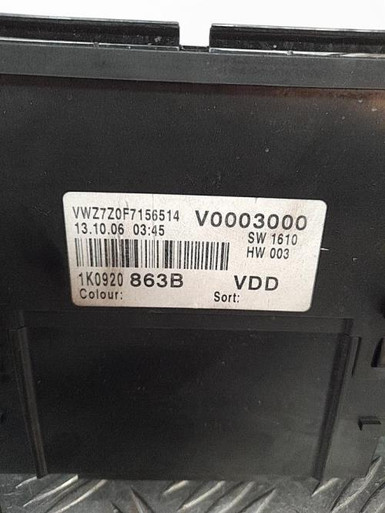 VWZ7Z0F7156514 V0003000
13.10.06 03:45 SW 1610
HW 003
1K0920 863B VDD
Colour: Sort: